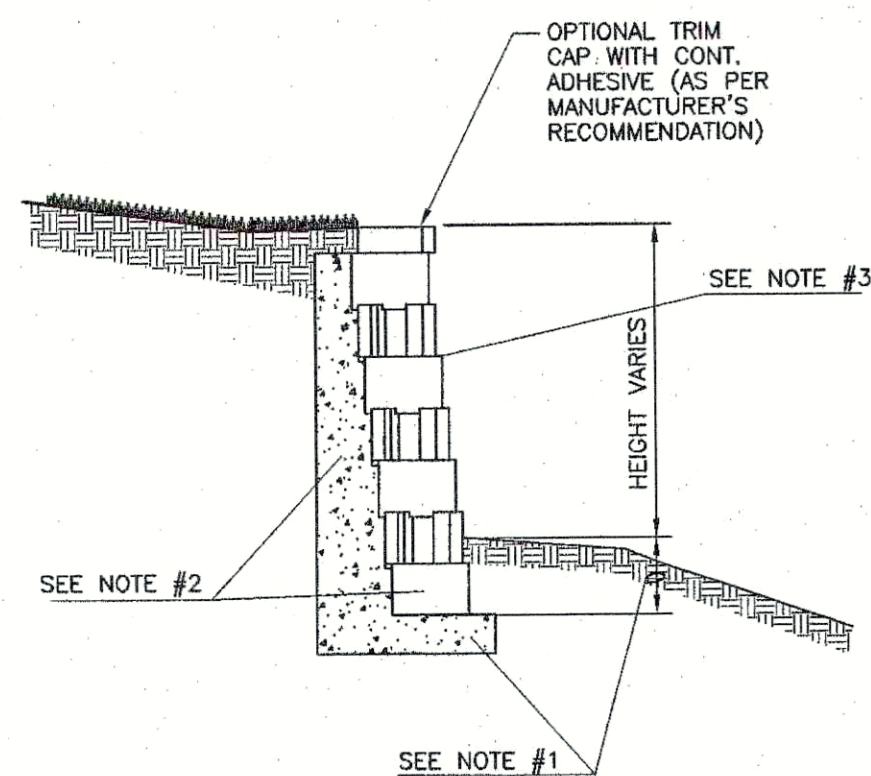 OPTIONAL TRIM
CAP WITH CONT.
ADHESIVE (AS PER
MANUFACTURER'S
RECOMMENDATION)
SEE NOTE #3
HEIGHT VARIES
SEE NOTE #2
SEE NOTE #1